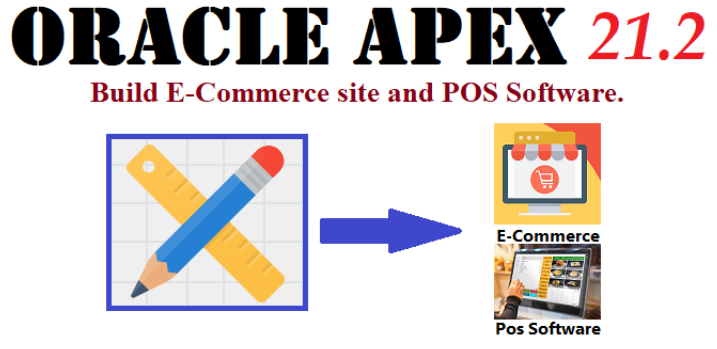 ORACLE APEX 21.2
Build E-Commerce site and POS Software.
E-Commerce
Pos Software